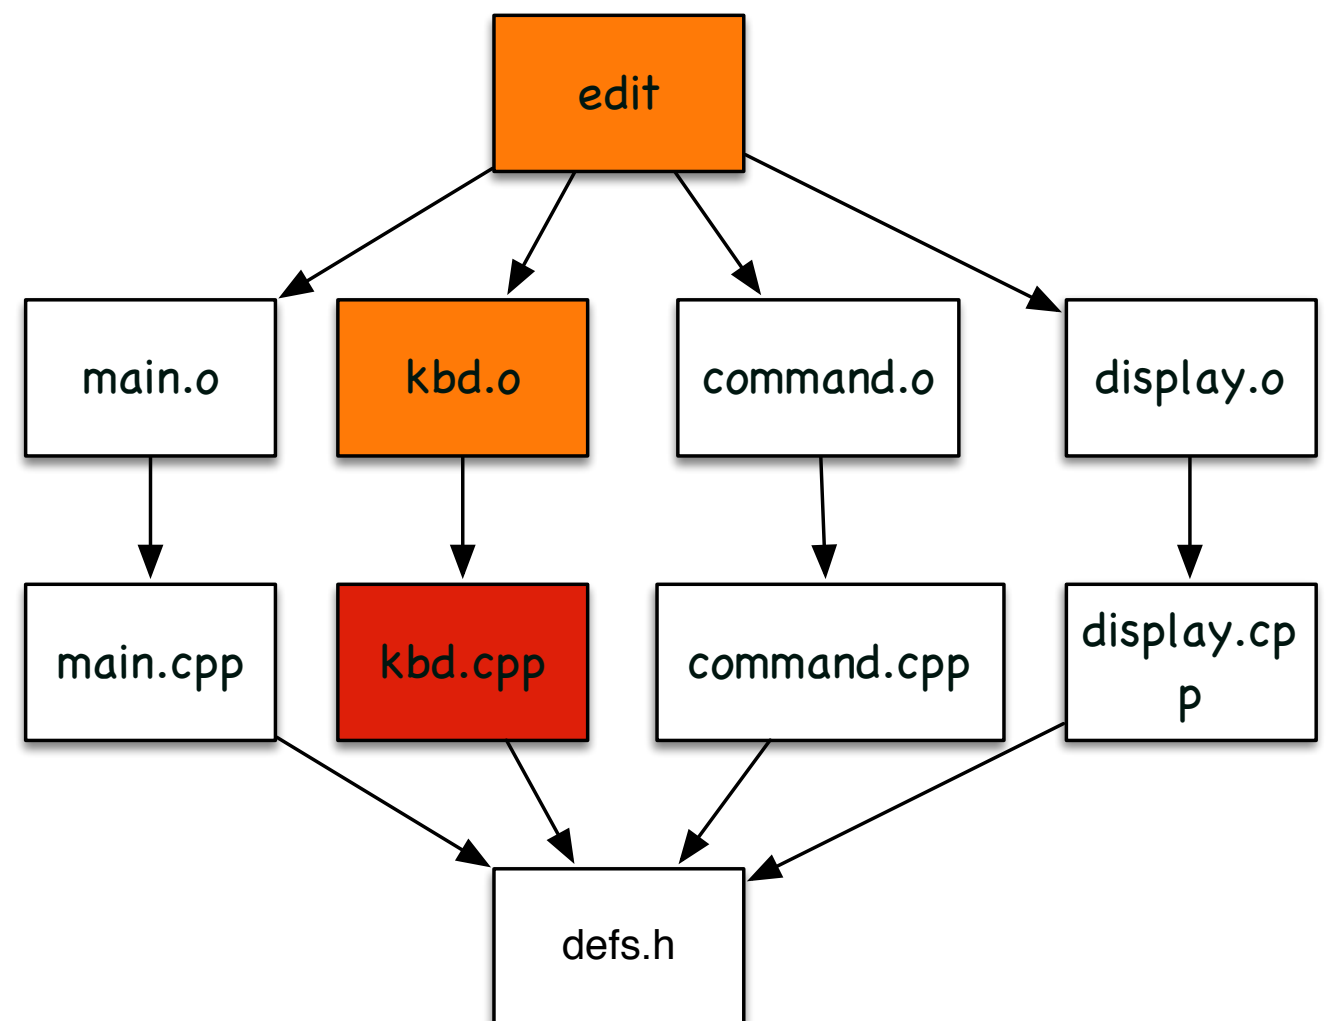 edit
main.o
kbd.o
command.o
display.o
main.cpp
kbd.cpp
command.cpp
display.cp
p
defs.h